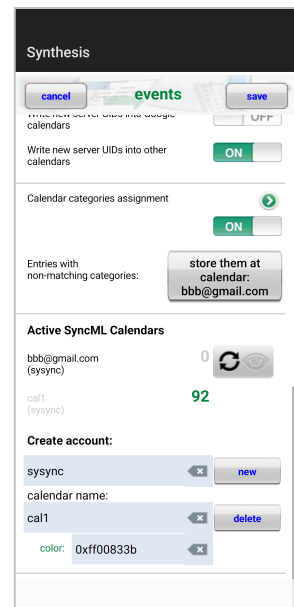 Synthesis
cancel
events
save
Write new server UIDs into Google
calendars
OFF
Write new server UIDs into other
calendars
ON
Calendar categories assignment
ON
Entries with
non-matching categories:
store them at
calendar:
bbb@gmail.com
Active SyncML Calendars
bbb@gmail.com
(sysync)
0
cal1
(sysync)
92
Create account:
sysync
new
calendar name:
cal1
delete
color:
0xff00833b